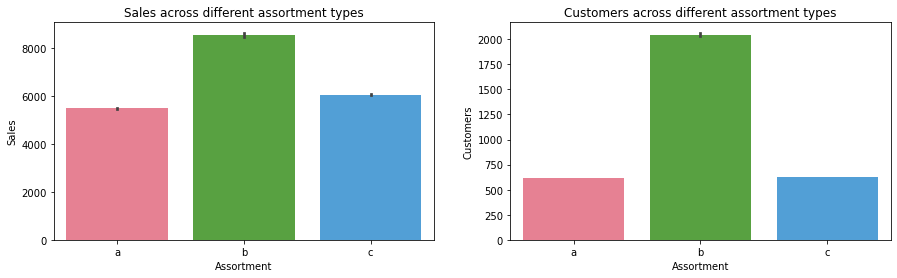 Sales across different assortment types
8000
6000
4000
2000
0
Sales
a
b
c
Assortment
Customers across different assortment types
2000
1750
1500
1250
1000
750
500
250
0
Customers
a
b
c
Assortment